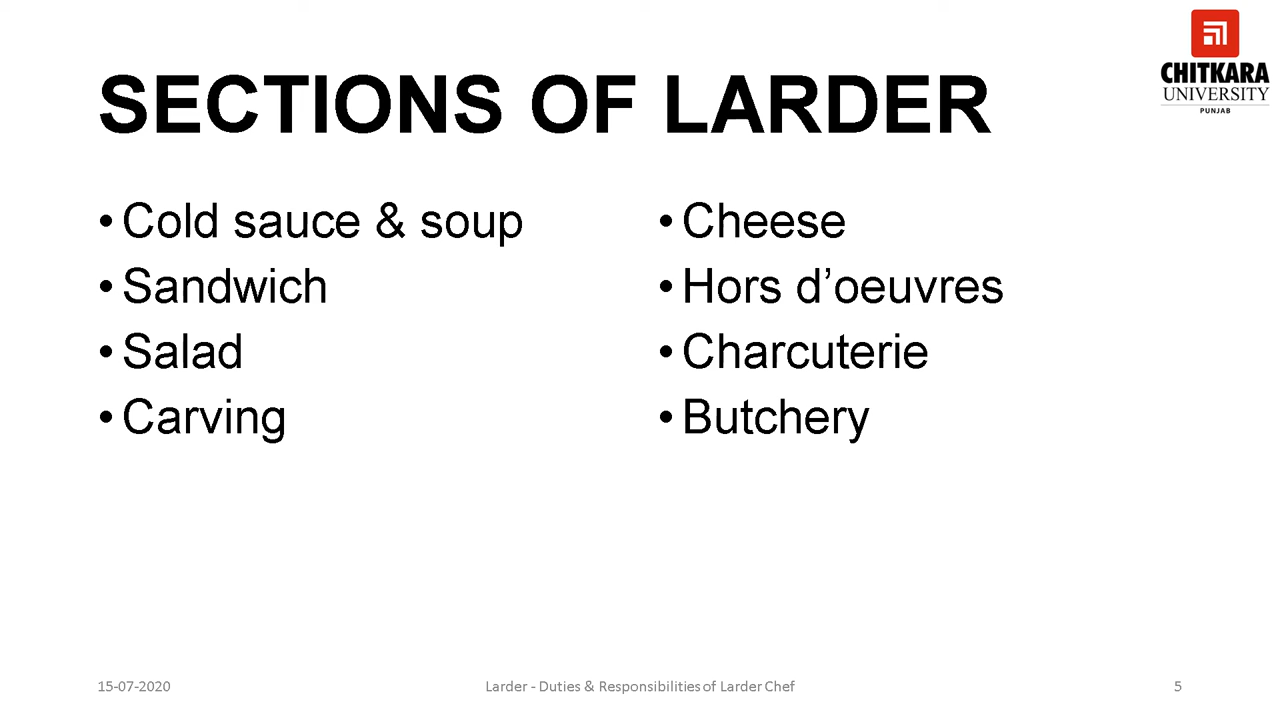 SECTIONS OF LARDER
CHITKARA
UNIVERSITY
PUNJAB
• Cold sauce & soup
• Sandwich
• Salad
• Carving
• Cheese
• Hors d’oeuvres
• Charcuterie
• Butchery
15-07-2020
Larder - Duties & Responsibilities of Larder Chef
5